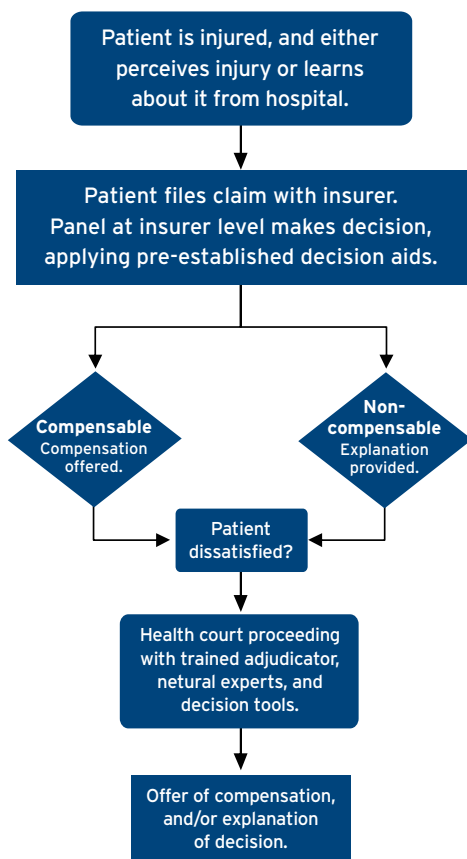 Patient is injured, and either
perceives injury or learns
about it from hospital.
Patient files claim with insurer.
Panel at insurer level makes decision,
applying pre-established decision aids.
Compensable
Compensation
offered.
Non-
compensable
Explanation
provided.
Patient
dissatisfied?
Health court proceeding
with trained adjudicator,
netural experts, and
decision tools.
Offer of compensation,
and/or explanation
of decision.